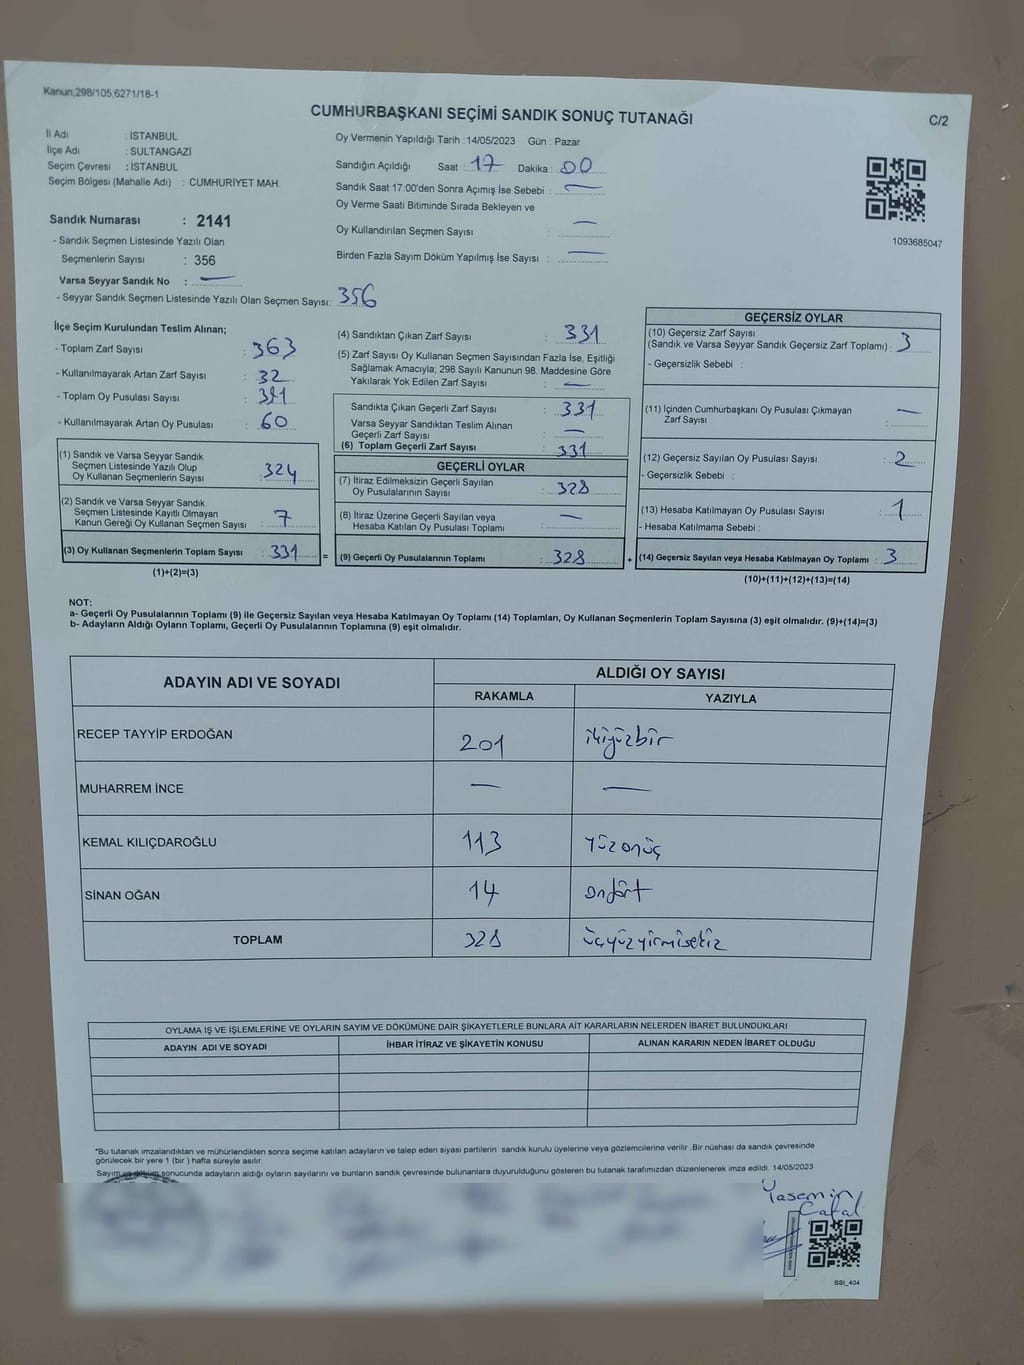 Kanun;298/105,6271/18-1
CUMHURBAŞKANI SEÇİMİ SANDIK SONUÇ TUTANAĞI
C/2
İl Adı : İSTANBUL
İlçe Adı : SULTANGAZİ
Seçim Çevresi : İSTANBUL
Seçim Bölgesi (Mahalle Adı) : CUMHURİYET MAH.
Oy Vermenin Yapıldığı Tarih :14/05/2023 Gün : Pazar
Sandığın Açıldığı Saat : 17 Dakika : 00
Sandık Saat 17:00'den Sonra Açımış İse Sebebi : —
Oy Verme Saati Bitiminde Sırada Bekleyen ve
Oy Kullandırılan Seçmen Sayısı : —
Birden Fazla Sayım Döküm Yapılmış İse Sayısı : —
1093685047
Sandık Numarası : 2141
- Sandık Seçmen Listesinde Yazılı Olan
Seçmenlerin Sayısı : 356
Varsa Seyyar Sandık No : —
- Seyyar Sandık Seçmen Listesinde Yazılı Olan Seçmen Sayısı: 356
İlçe Seçim Kurulundan Teslim Alınan;
- Toplam Zarf Sayısı : 363
- Kullanılmayarak Artan Zarf Sayısı : 32
- Toplam Oy Pusulası Sayısı :
- Kullanılmayarak Artan Oy Pusulası : 60
(1) Sandık ve Varsa Seyyar Sandık
Seçmen Listesinde Yazılı Olup
Oy Kullanan Seçmenlerin Sayısı : 324
(2) Sandık ve Varsa Seyyar Sandık
Seçmen Listesinde Kayıtlı Olmayan
Kanun Gereği Oy Kullanan Seçmen Sayısı : 7
(3) Oy Kullanan Seçmenlerin Toplam Sayısı : 331 =
(1)+(2)=(3)
(4) Sandıktan Çıkan Zarf Sayısı : 331
(5) Zarf Sayısı Oy Kullanan Seçmen Sayısından Fazla İse, Eşitliği
Sağlamak Amacıyla; 298 Sayılı Kanunun 98. Maddesine Göre
Yakılarak Yok Edilen Zarf Sayısı : —
Sandıkta Çıkan Geçerli Zarf Sayısı : 331
Varsa Seyyar Sandıktan Teslim Alınan
Geçerli Zarf Sayısı : —
(6) Toplam Geçerli Zarf Sayısı : 331
GEÇERLİ OYLAR
(7) İtiraz Edilmeksizin Geçerli Sayılan
Oy Pusulalarının Sayısı : 328
(8) İtiraz Üzerine Geçerli Sayılan veya
Hesaba Katılan Oy Pusulası Toplamı : —
(9) Geçerli Oy Pusulalarının Toplamı : 328 +
GEÇERSİZ OYLAR
(10) Geçersiz Zarf Sayısı
(Sandık ve Varsa Seyyar Sandık Geçersiz Zarf Toplamı) : 3
- Geçersizlik Sebebi :
(11) İçinden Cumhurbaşkanı Oy Pusulası Çıkmayan
Zarf Sayısı : —
(12) Geçersiz Sayılan Oy Pusulası Sayısı : 2
- Geçersizlik Sebebi :
(13) Hesaba Katılmayan Oy Pusulası Sayısı : 1
- Hesaba Katılmama Sebebi :
(14) Geçersiz Sayılan veya Hesaba Katılmayan Oy Toplamı : 3
(10)+(11)+(12)+(13)=(14)
NOT:
a- Geçerli Oy Pusulalarının Toplamı (9) ile Geçersiz Sayılan veya Hesaba Katılmayan Oy Toplamı (14) Toplamları, Oy Kullanan Seçmenlerin Toplam Sayısına (3) eşit olmalıdır. (9)+(14)=(3)
b- Adayların Aldığı Oyların Toplamı, Geçerli Oy Pusulalarının Toplamına (9) eşit olmalıdır.
ADAYIN ADI VE SOYADI
ALDIĞI OY SAYISI
RAKAMLA YAZIYLA
RECEP TAYYİP ERDOĞAN 201 ikiyüzbir
MUHARREM İNCE — —
KEMAL KILIÇDAROĞLU 113 Yüzonüç
SİNAN OĞAN 14 ondört
TOPLAM 328 üçyüzyirmisekiz
OYLAMA İŞ VE İŞLEMLERİNE VE OYLARIN SAYIM VE DÖKÜMÜNE DAİR ŞİKAYETLERLE BUNLARA AİT KARARLARIN NELERDEN İBARET BULUNDUKLARI
ADAYIN ADI VE SOYADI İHBAR İTİRAZ VE ŞİKAYETİN KONUSU ALINAN KARARIN NEDEN İBARET OLDUĞU
*Bu tutanak imzalandıktan ve mühürlendikten sonra seçime katılan adayların ve talep eden siyasi partilerin sandık kurulu üyelerine veya gözlemcilerine verilir .Bir nüshası da sandık çevresinde
görülecek bir yere 1 (bir ) hafta süreyle asılır.
Sayım ve döküm sonucunda adayların aldığı oyların sayılarını ve bunların sandık çevresinde bulunanlara duyurulduğunu gösteren bu tutanak tarafımızdan düzenlenerek imza edildi. 14/05/2023
Yasemin
SSI_404